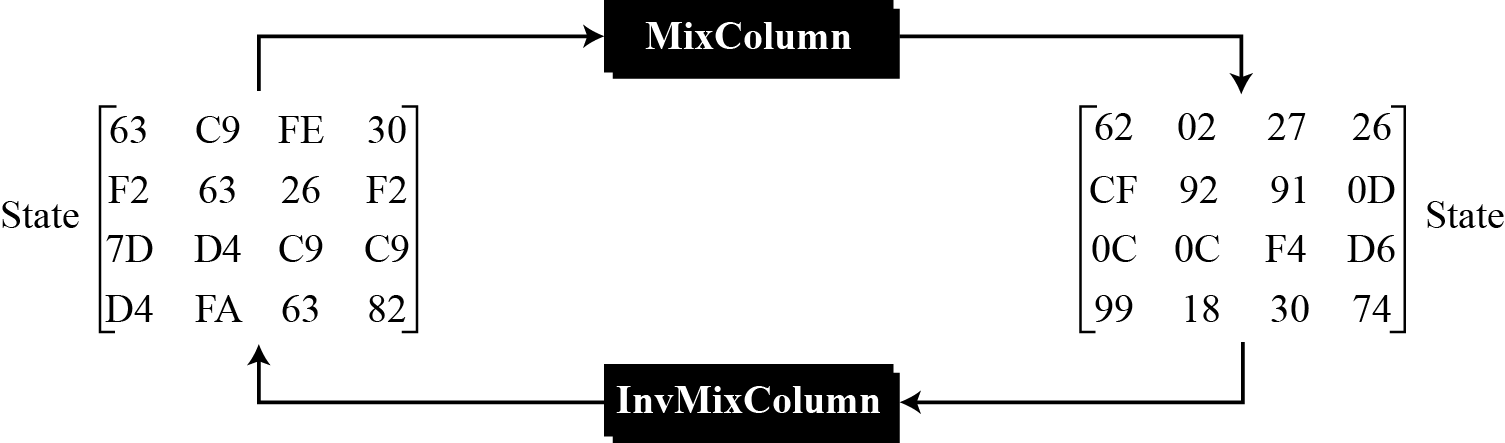 MixColumn
63 C9 FE 30
F2 63 26 F2
7D D4 C9 C9
D4 FA 63 82
State
62 02 27 26
CF 92 91 0D
0C 0C F4 D6
99 18 30 74
State
InvMixColumn